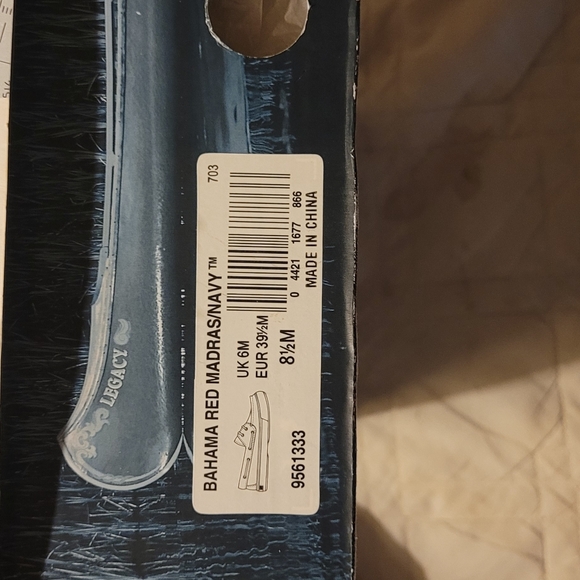 BAHAMA RED MADRAS/NAVY™
703
UK 6M
EUR 39½M
8½M
0 4421 1677 866
MADE IN CHINA
9561333
LEGACY